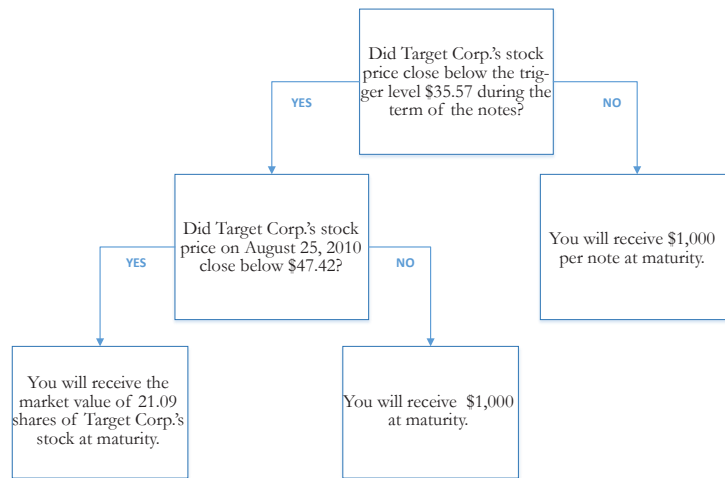 Did Target Corp.'s stock
price close below the trig-
ger level $35.57 during the
term of the notes?
YES
NO
Did Target Corp.'s stock
price on August 25, 2010
close below $47.42?
You will receive $1,000
per note at maturity.
YES
NO
You will receive the
market value of 21.09
shares of Target Corp.'s
stock at maturity.
You will receive $1,000
at maturity.